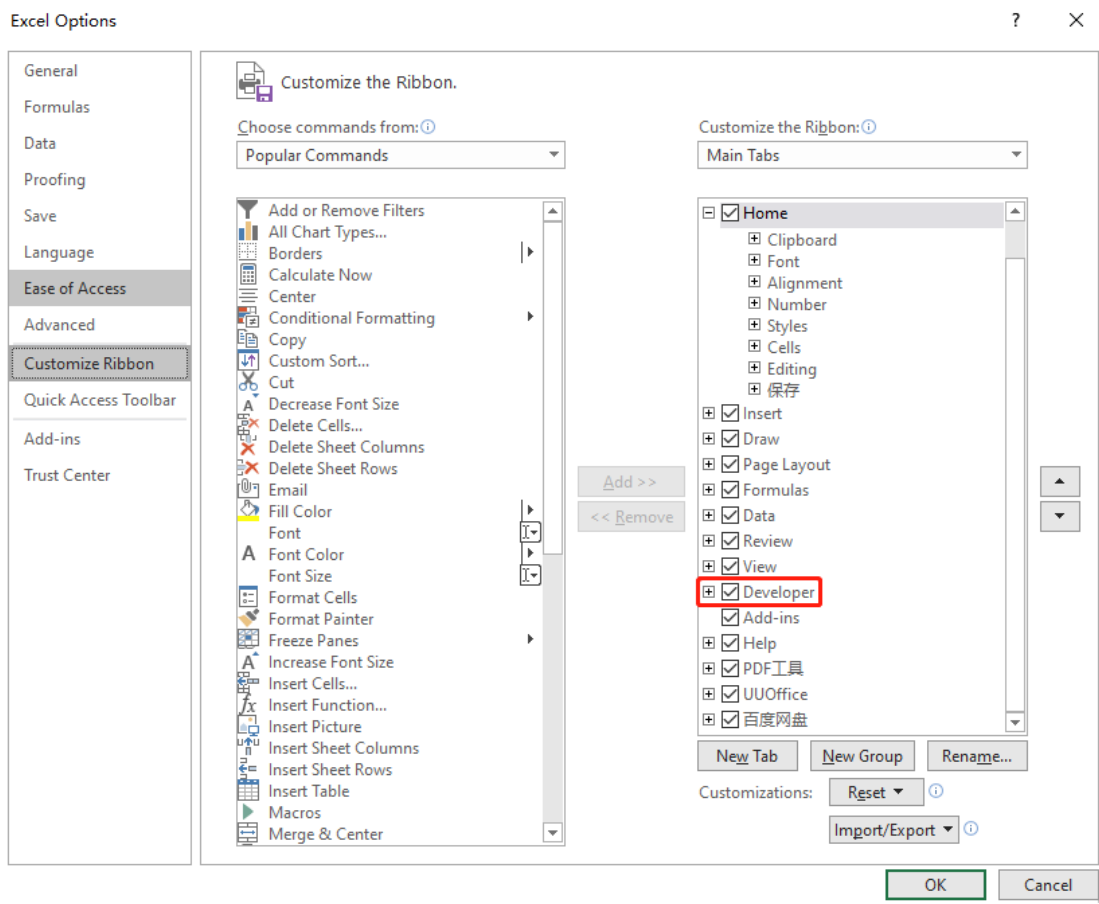 Excel Options
?
General
Formulas
Data
Proofing
Save
Language
Ease of Access
Advanced
Customize Ribbon
Quick Access Toolbar
Add-ins
Trust Center
Customize the Ribbon.
Choose commands from:
Popular Commands
Add or Remove Filters
All Chart Types...
Borders
Calculate Now
Center
Conditional Formatting
Copy
Custom Sort...
Cut
Decrease Font Size
Delete Cells...
Delete Sheet Columns
Delete Sheet Rows
Email
Fill Color
Font
Font Color
Font Size
Format Cells
Format Painter
Freeze Panes
Increase Font Size
Insert Cells...
Insert Function...
Insert Picture
Insert Sheet Columns
Insert Sheet Rows
Insert Table
Macros
Merge & Center
Add >>
<< Remove
Customize the Ribbon:
Main Tabs
Home
Clipboard
Font
Alignment
Number
Styles
Cells
Editing
保存
Insert
Draw
Page Layout
Formulas
Data
Review
View
Developer
Add-ins
Help
PDF工具
UUOffice
百度网盘
New Tab
New Group
Rename...
Customizations:
Reset
Import/Export
OK
Cancel